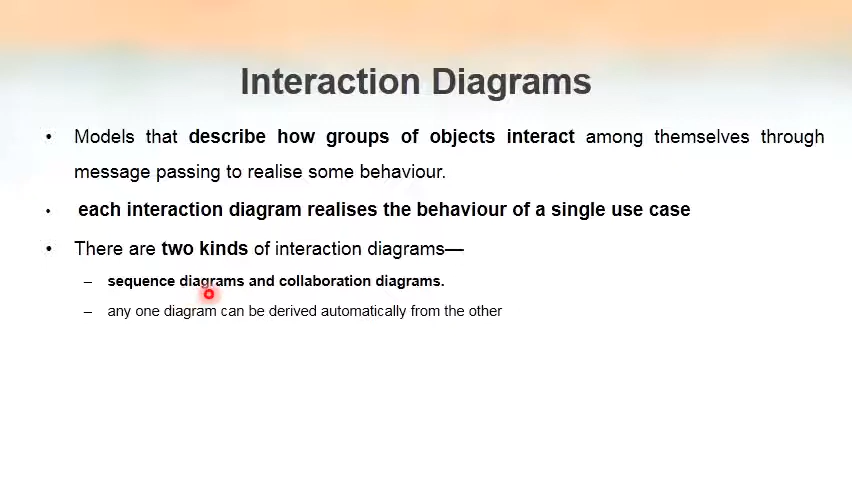 Interaction Diagrams
• Models that describe how groups of objects interact among themselves through
message passing to realise some behaviour.
• each interaction diagram realises the behaviour of a single use case
• There are two kinds of interaction diagrams—
– sequence diagrams and collaboration diagrams.
– any one diagram can be derived automatically from the other